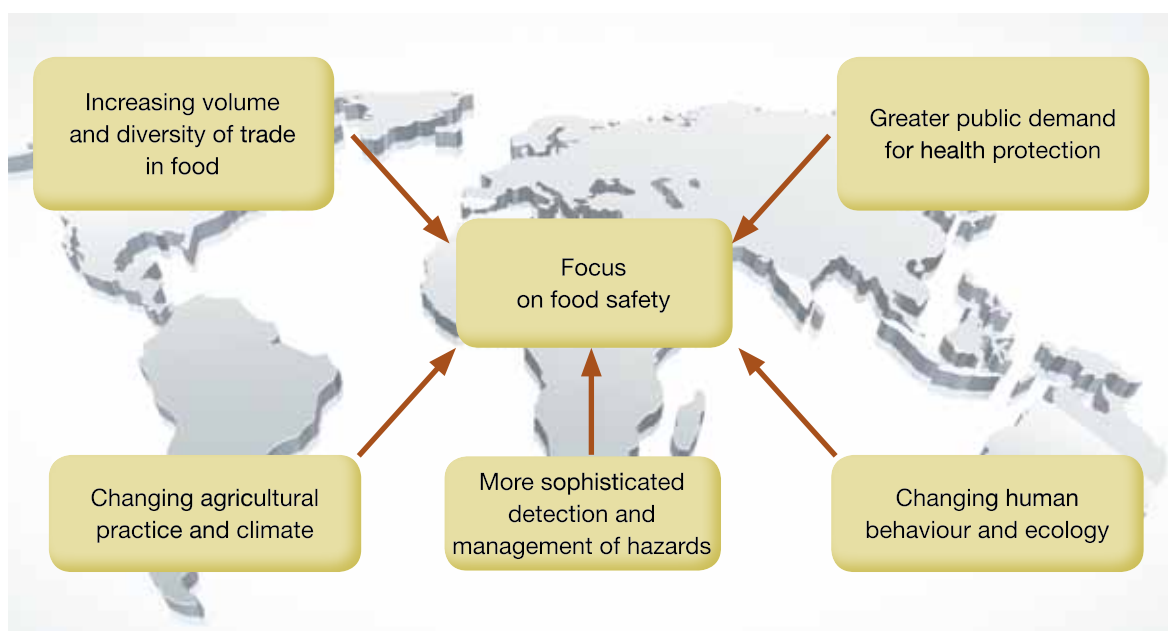 Increasing volume
and diversity of trade
in food
Greater public demand
for health protection
Focus
on food safety
Changing agricultural
practice and climate
More sophisticated
detection and
management of hazards
Changing human
behaviour and ecology